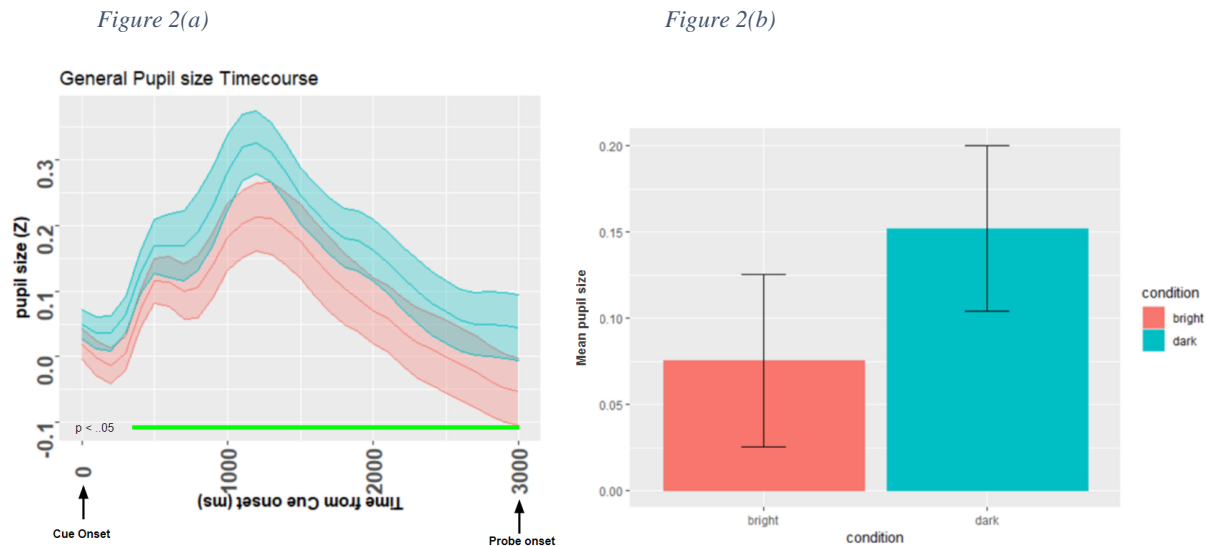 Figure 2(a)
Figure 2(b)
General Pupil size Timecourse
pupil size (Z)
0.3
0.2
0.1
0.0
-0.1
p < ..05
0
1000
2000
3000
Time from Cue onset (ms)
Cue Onset
Probe onset
Mean pupil size
0.20
0.15
0.10
0.05
0.00
bright
dark
condition
condition
bright
dark